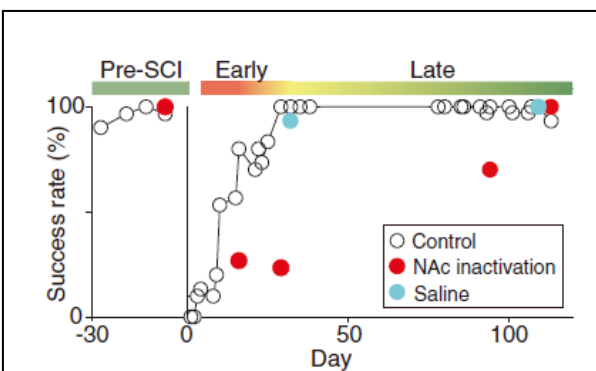 Pre-SCI Early Late
100
Success rate (%)
0
Control
NAc inactivation
Saline
-30 0 50 100
Day